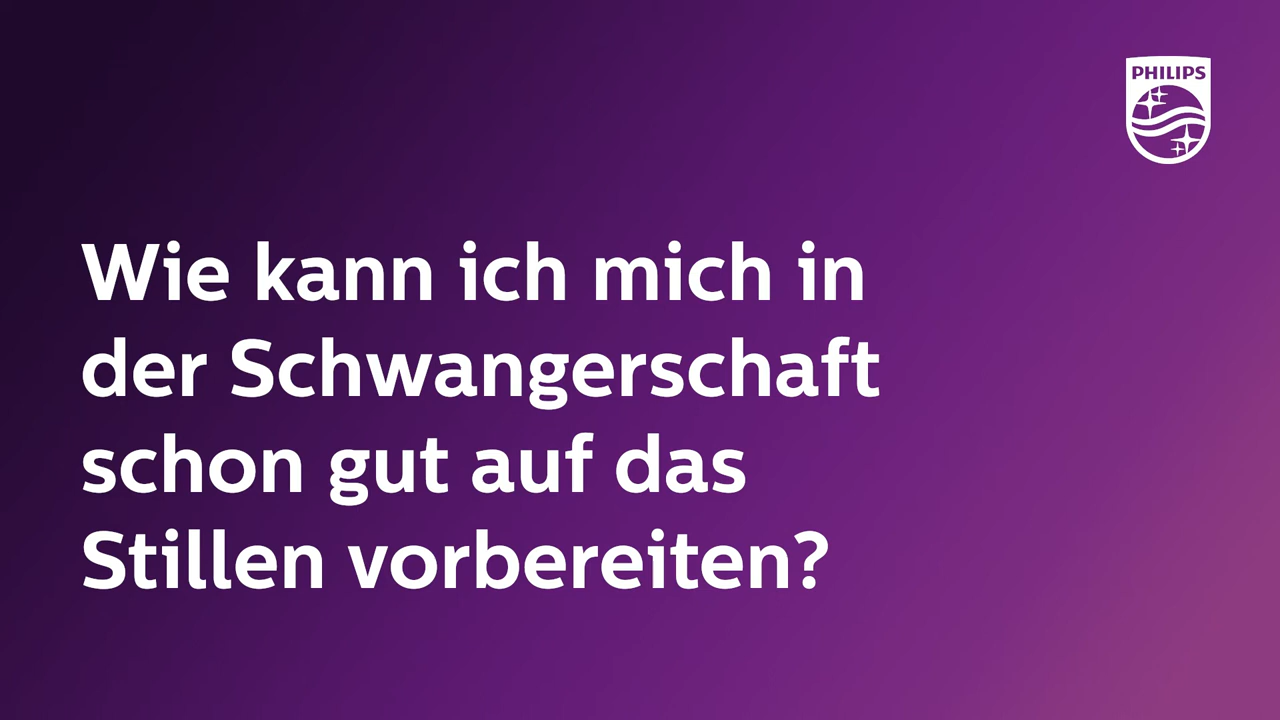 PHILIPS
Wie kann ich mich in
der Schwangerschaft
schon gut auf das
Stillen vorbereiten?